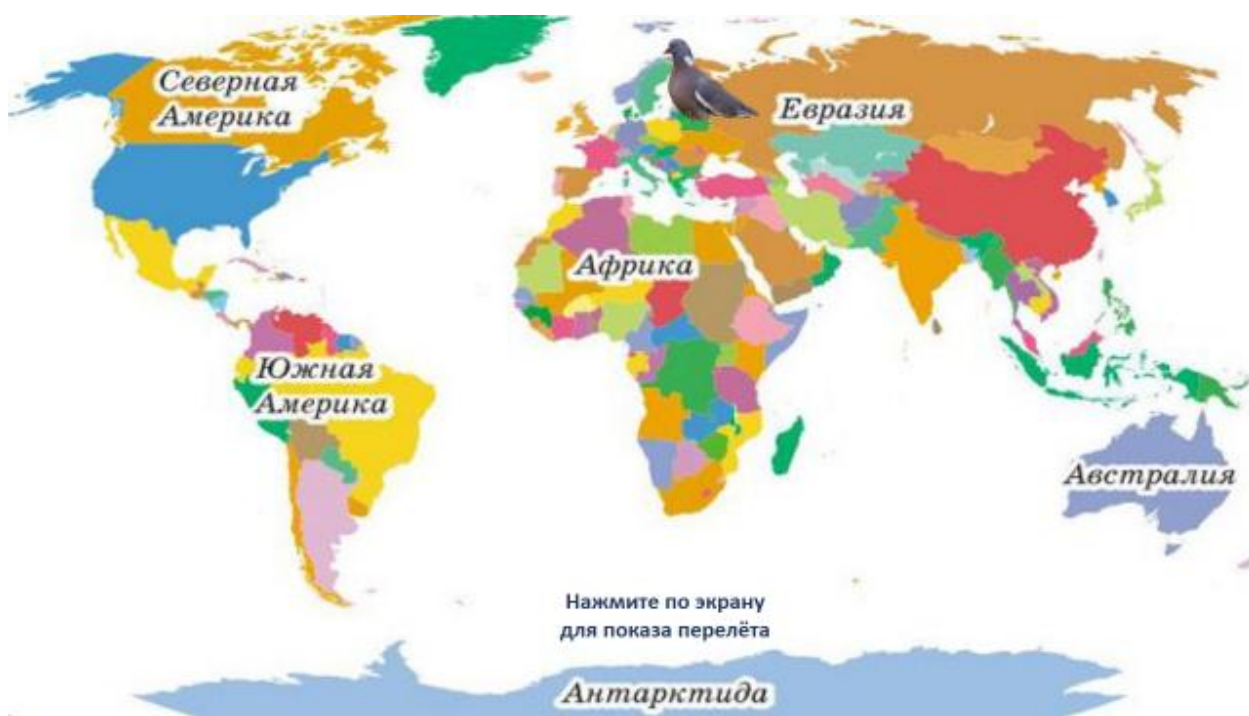 Северная
Америка
Евразия
Африка
Южная
Америка
Австралия
Нажмите по экрану
для показа перелёта
Антарктида